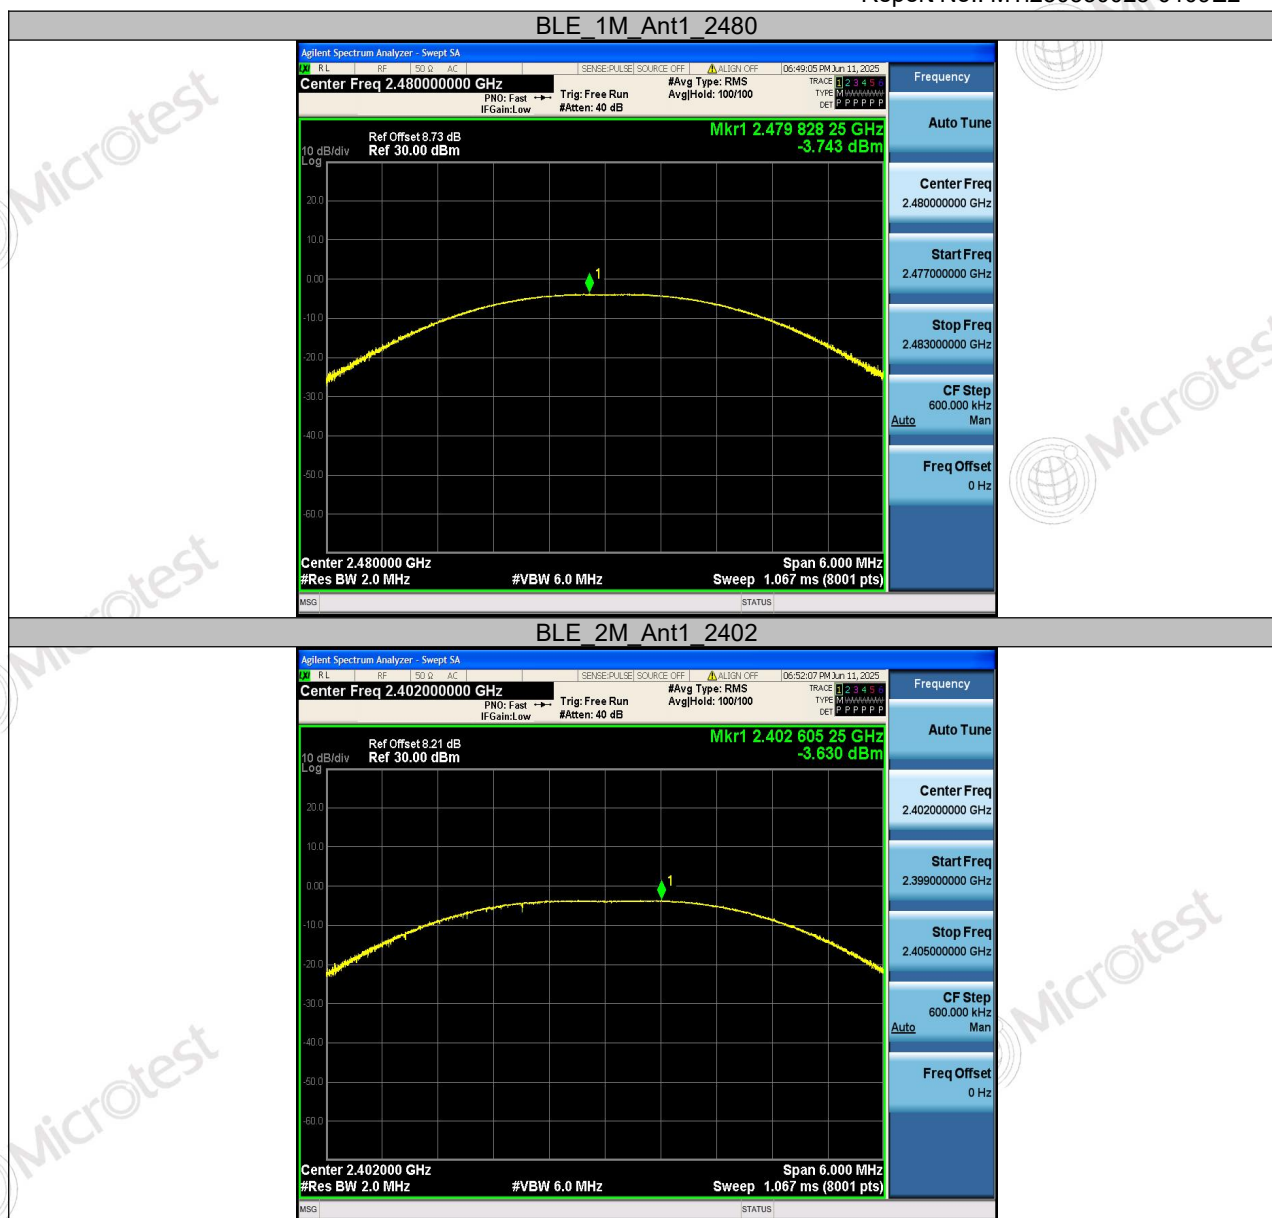 BLE_1M_Ant1_2480
Agilent Spectrum Analyzer - Swept SA
RL RF 50 Ω AC SENSE:PULSE SOURCE OFF ALIGN OFF 06:49:05 PM Jun 11, 2025
Center Freq 2.480000000 GHz #Avg Type: RMS TRACE 1 2 3 4 5 6
PNO: Fast Trig: Free Run Avg|Hold: 100/100 TYPE M W W W W W
IFGain:Low #Atten: 40 dB DET P P P P P P
Mkr1 2.479 828 25 GHz
-3.743 dBm
Ref Offset 8.73 dB
10 dB/div Ref 30.00 dBm
Log
20.0
10.0
0.00
1
-10.0
-20.0
-30.0
-40.0
-50.0
-60.0
Center 2.480000 GHz Span 6.000 MHz
#Res BW 2.0 MHz #VBW 6.0 MHz Sweep 1.067 ms (8001 pts)
MSG STATUS
Frequency
Auto Tune
Center Freq
2.480000000 GHz
Start Freq
2.477000000 GHz
Stop Freq
2.483000000 GHz
CF Step
600.000 kHz
Auto Man
Freq Offset
0 Hz
BLE_2M_Ant1_2402
Agilent Spectrum Analyzer - Swept SA
RL RF 50 Ω AC SENSE:PULSE SOURCE OFF ALIGN OFF 06:52:07 PM Jun 11, 2025
Center Freq 2.402000000 GHz #Avg Type: RMS TRACE 1 2 3 4 5 6
PNO: Fast Trig: Free Run Avg|Hold: 100/100 TYPE M W W W W W
IFGain:Low #Atten: 40 dB DET P P P P P P
Mkr1 2.402 605 25 GHz
-3.630 dBm
Ref Offset 8.21 dB
10 dB/div Ref 30.00 dBm
Log
20.0
10.0
0.00
1
-10.0
-20.0
-30.0
-40.0
-50.0
-60.0
Center 2.402000 GHz Span 6.000 MHz
#Res BW 2.0 MHz #VBW 6.0 MHz Sweep 1.067 ms (8001 pts)
MSG STATUS
Frequency
Auto Tune
Center Freq
2.402000000 GHz
Start Freq
2.399000000 GHz
Stop Freq
2.405000000 GHz
CF Step
600.000 kHz
Auto Man
Freq Offset
0 Hz
Microtest
Microtest
Microtest
Microtest
Microtest